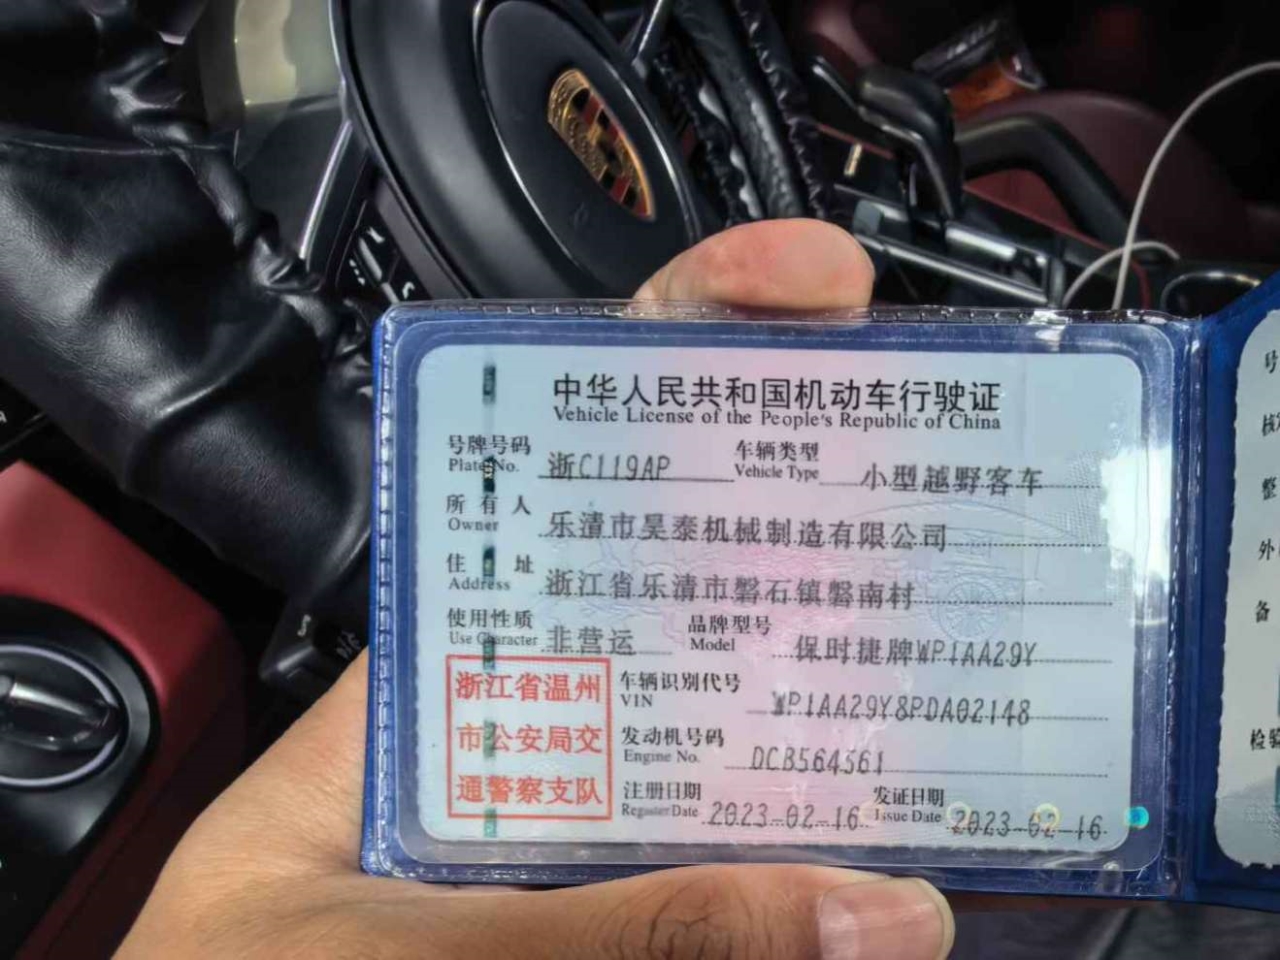 中华人民共和国机动车行驶证
Vehicle License of the People's Republic of China
号牌号码 浙C119AP 车辆类型 小型越野客车
Plate No. Vehicle Type
所有人 乐清市昊泰机械制造有限公司
Owner
住址 浙江省乐清市磐石镇磐南村
Address
使用性质 非营运 品牌型号 保时捷牌WP1AA29Y
Use Character Model
浙江省温州
市公安局交
通警察支队
车辆识别代号 WP1AA29Y8PDA02148
VIN
发动机号码 DCB564561
Engine No.
注册日期 2023-02-16 发证日期 2023-02-16
Register Date Issue Date
号
核
整
外
备
检验